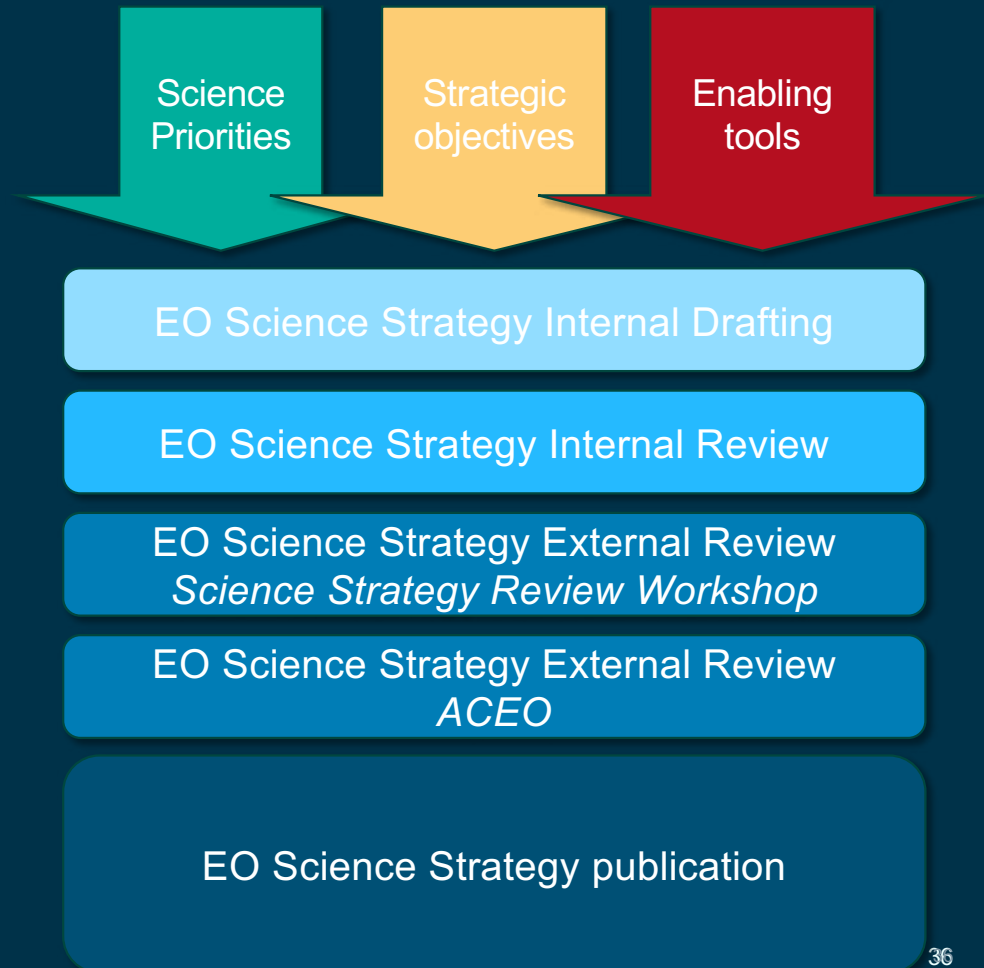 Science
Priorities
Strategic
objectives
Enabling
tools
EO Science Strategy Internal Drafting
EO Science Strategy Internal Review
EO Science Strategy External Review
Science Strategy Review Workshop
EO Science Strategy External Review
ACEO
EO Science Strategy publication
36